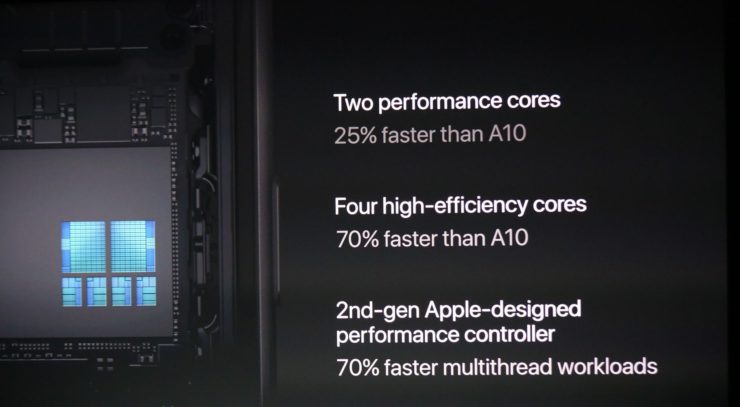 Two performance cores
25% faster than A10
Four high-efficiency cores
70% faster than A10
2nd-gen Apple-designed
performance controller
70% faster multithread workloads